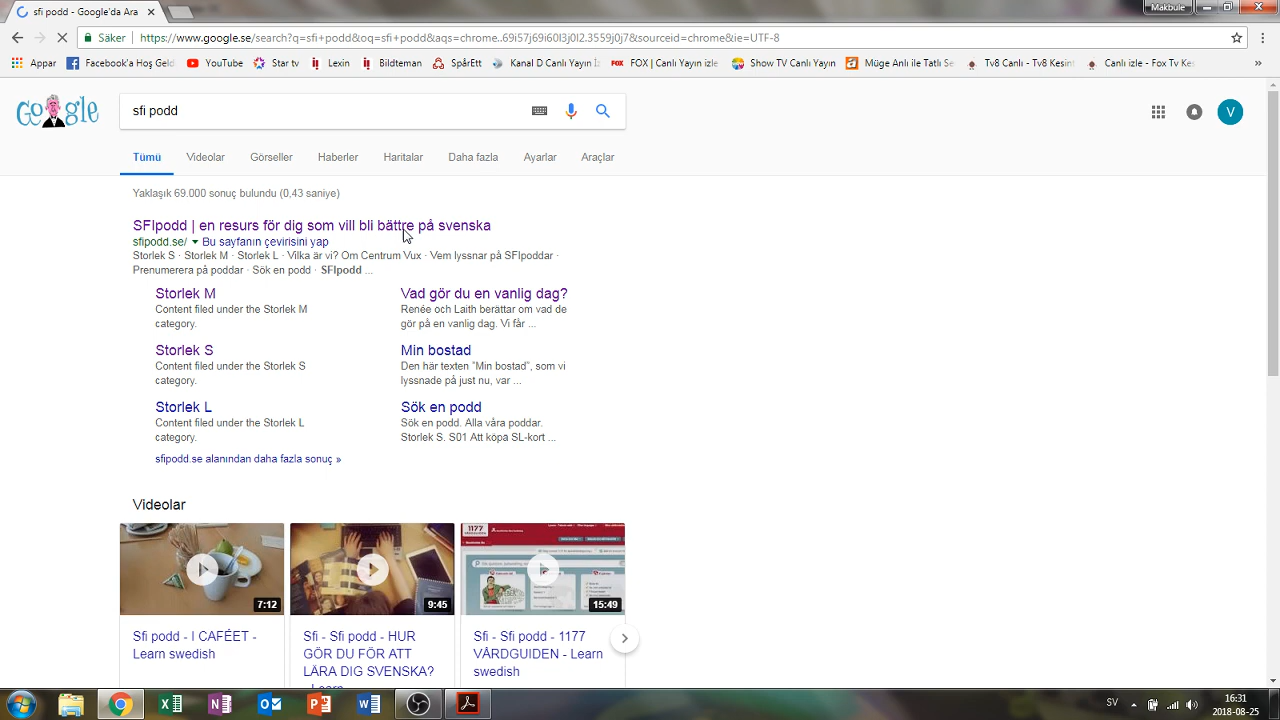 sfi podd - Google'da Ara
Makbule
Säker
https://www.google.se/search?q=sfi+podd&oq=sfi+podd&aqs=chrome..69i57j69i60l3j0l2.3559j0j7&sourceid=chrome&ie=UTF-8
Appar
Facebook'a Hoş Geld
YouTube
Star tv
Lexin
Bildteman
SpårEtt
Kanal D Canlı Yayın İz
FOX | Canlı Yayın izle
Show TV Canlı Yayın
Müge Anlı ile Tatlı Se
Tv8 Canlı - Tv8 Kesint
Canlı izle - Fox Tv Kes
Google
sfi podd
V
Tümü
Videolar
Görseller
Haberler
Haritalar
Daha fazla
Ayarlar
Araçlar
Yaklaşık 69.000 sonuç bulundu (0,43 saniye)
SFIpodd | en resurs för dig som vill bli bättre på svenska
sfipodd.se/ Bu sayfanın çevirisini yap
Storlek S · Storlek M · Storlek L · Vilka är vi? Om Centrum Vux · Vem lyssnar på SFIpoddar ·
Prenumerera på poddar · Sök en podd · SFIpodd ...
Storlek M
Content filed under the Storlek M
category.
Vad gör du en vanlig dag?
Renée och Laith berättar om vad de
gör på en vanlig dag. Vi får ...
Storlek S
Content filed under the Storlek S
category.
Min bostad
Den här texten ”Min bostad”, som vi
lyssnade på just nu, var ...
Storlek L
Content filed under the Storlek L
category.
Sök en podd
Sök en podd. Alla våra poddar.
Storlek S. S01 Att köpa SL-kort ...
sfipodd.se alanından daha fazla sonuç »
Videolar
7:12
9:45
1177
15:49
Sfi podd - I CAFÉET -
Learn swedish
Sfi - Sfi podd - HUR
GÖR DU FÖR ATT
LÄRA DIG SVENSKA?
Sfi - Sfi podd - 1177
VÅRDGUIDEN - Learn
swedish
SV
16:31
2018-08-25